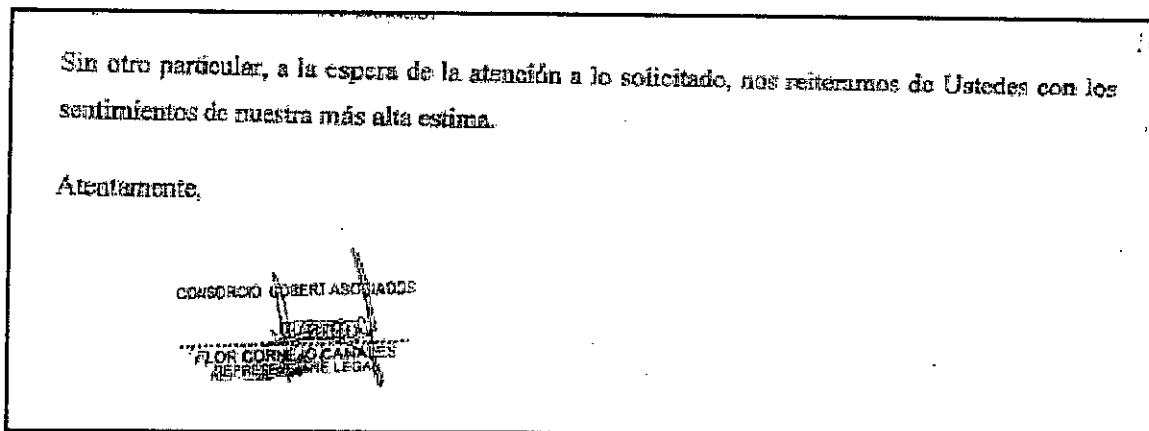 Sin otro particular, a la espera de la atención a lo solicitado, nos reiteramos de Ustedes con los
sentimientos de nuestra más alta estima.
Atentamente,
CONSORCIO GOBERT ASOCIADOS
FLOR CORNEJO CANALES
REPRESENTANTE LEGAL